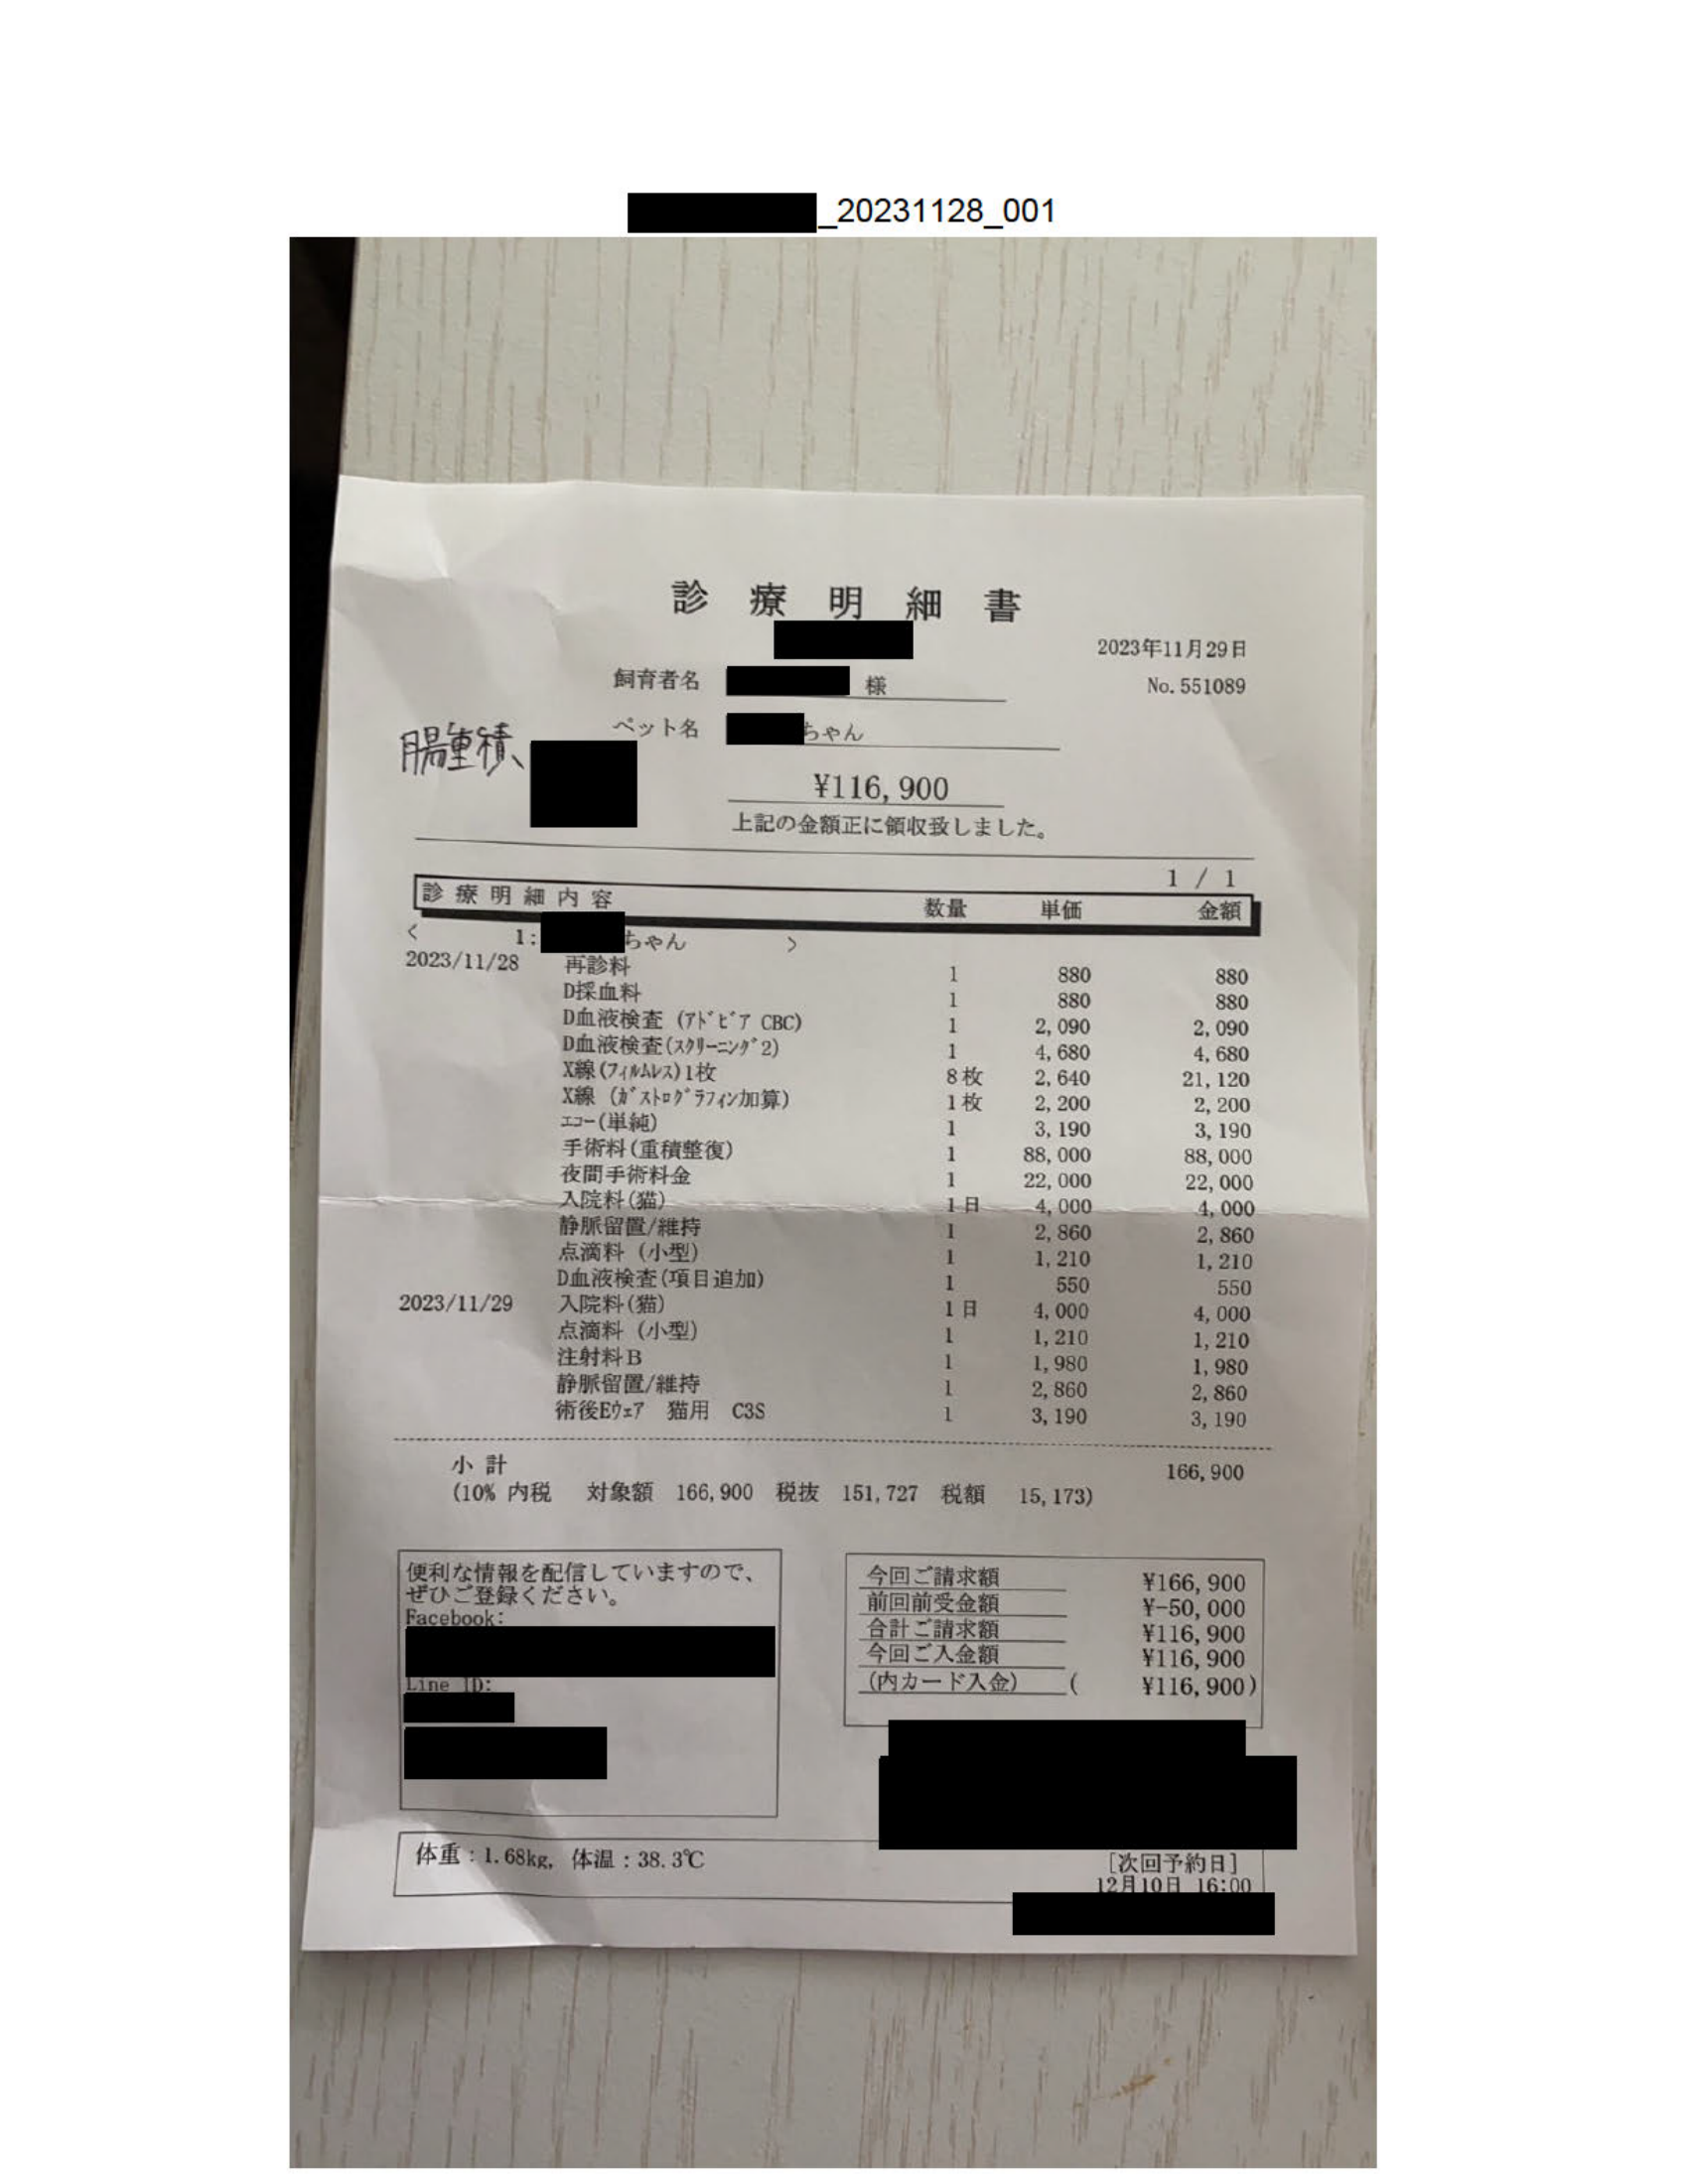 _20231128_001
診療明細書
2023年11月29日
飼育者名 様
No.551089
ペット名 ちゃん
腸重積、
¥116,900
上記の金額正に領収致しました。
1 / 1
診療明細内容 数量 単価 金額
< 1: ちゃん >
2023/11/28 再診料 1 880 880
D採血料 1 880 880
D血液検査 (ｱﾄﾞﾋﾞｱ CBC) 1 2,090 2,090
D血液検査(ｽｸﾘｰﾆﾝｸﾞ2) 1 4,680 4,680
X線(ﾌｨﾙﾑﾚｽ)1枚 8枚 2,640 21,120
X線 (ｶﾞｽﾄﾛｸﾞﾗﾌｨﾝ加算) 1枚 2,200 2,200
ｴｺｰ(単純) 1 3,190 3,190
手術料(重積整復) 1 88,000 88,000
夜間手術料金 1 22,000 22,000
入院料(猫) 1日 4,000 4,000
静脈留置/維持 1 2,860 2,860
点滴料 (小型) 1 1,210 1,210
D血液検査(項目追加) 1 550 550
2023/11/29 入院料(猫) 1日 4,000 4,000
点滴料 (小型) 1 1,210 1,210
注射料B 1 1,980 1,980
静脈留置/維持 1 2,860 2,860
術後Eｳｪｱ 猫用 C3S 1 3,190 3,190
小計 166,900
(10% 内税 対象額 166,900 税抜 151,727 税額 15,173)
便利な情報を配信していますので、
ぜひご登録ください。
Facebook:
Line ID:
今回ご請求額 ¥166,900
前回前受金額 ¥-50,000
合計ご請求額 ¥116,900
今回ご入金額 ¥116,900
(内カード入金) ( ¥116,900)
体重：1.68kg, 体温：38.3℃
[次回予約日]
12月10日 16:00